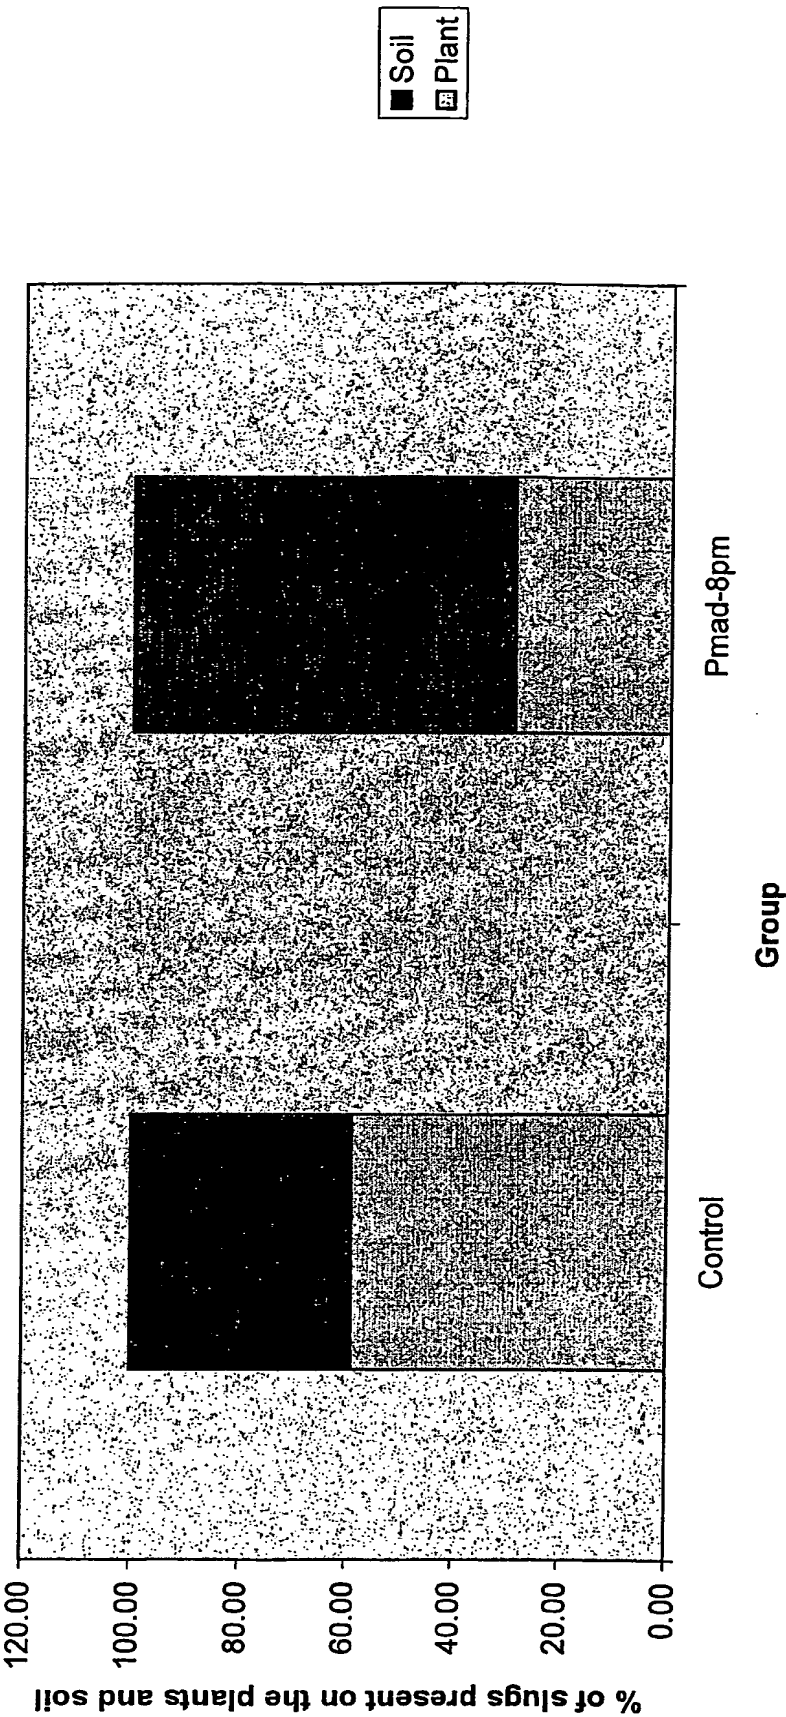 % of slugs present on the plants and soil
120.00
100.00
80.00
60.00
40.00
20.00
0.00
Control
Pmad-8pm
Group
Soil
Plant